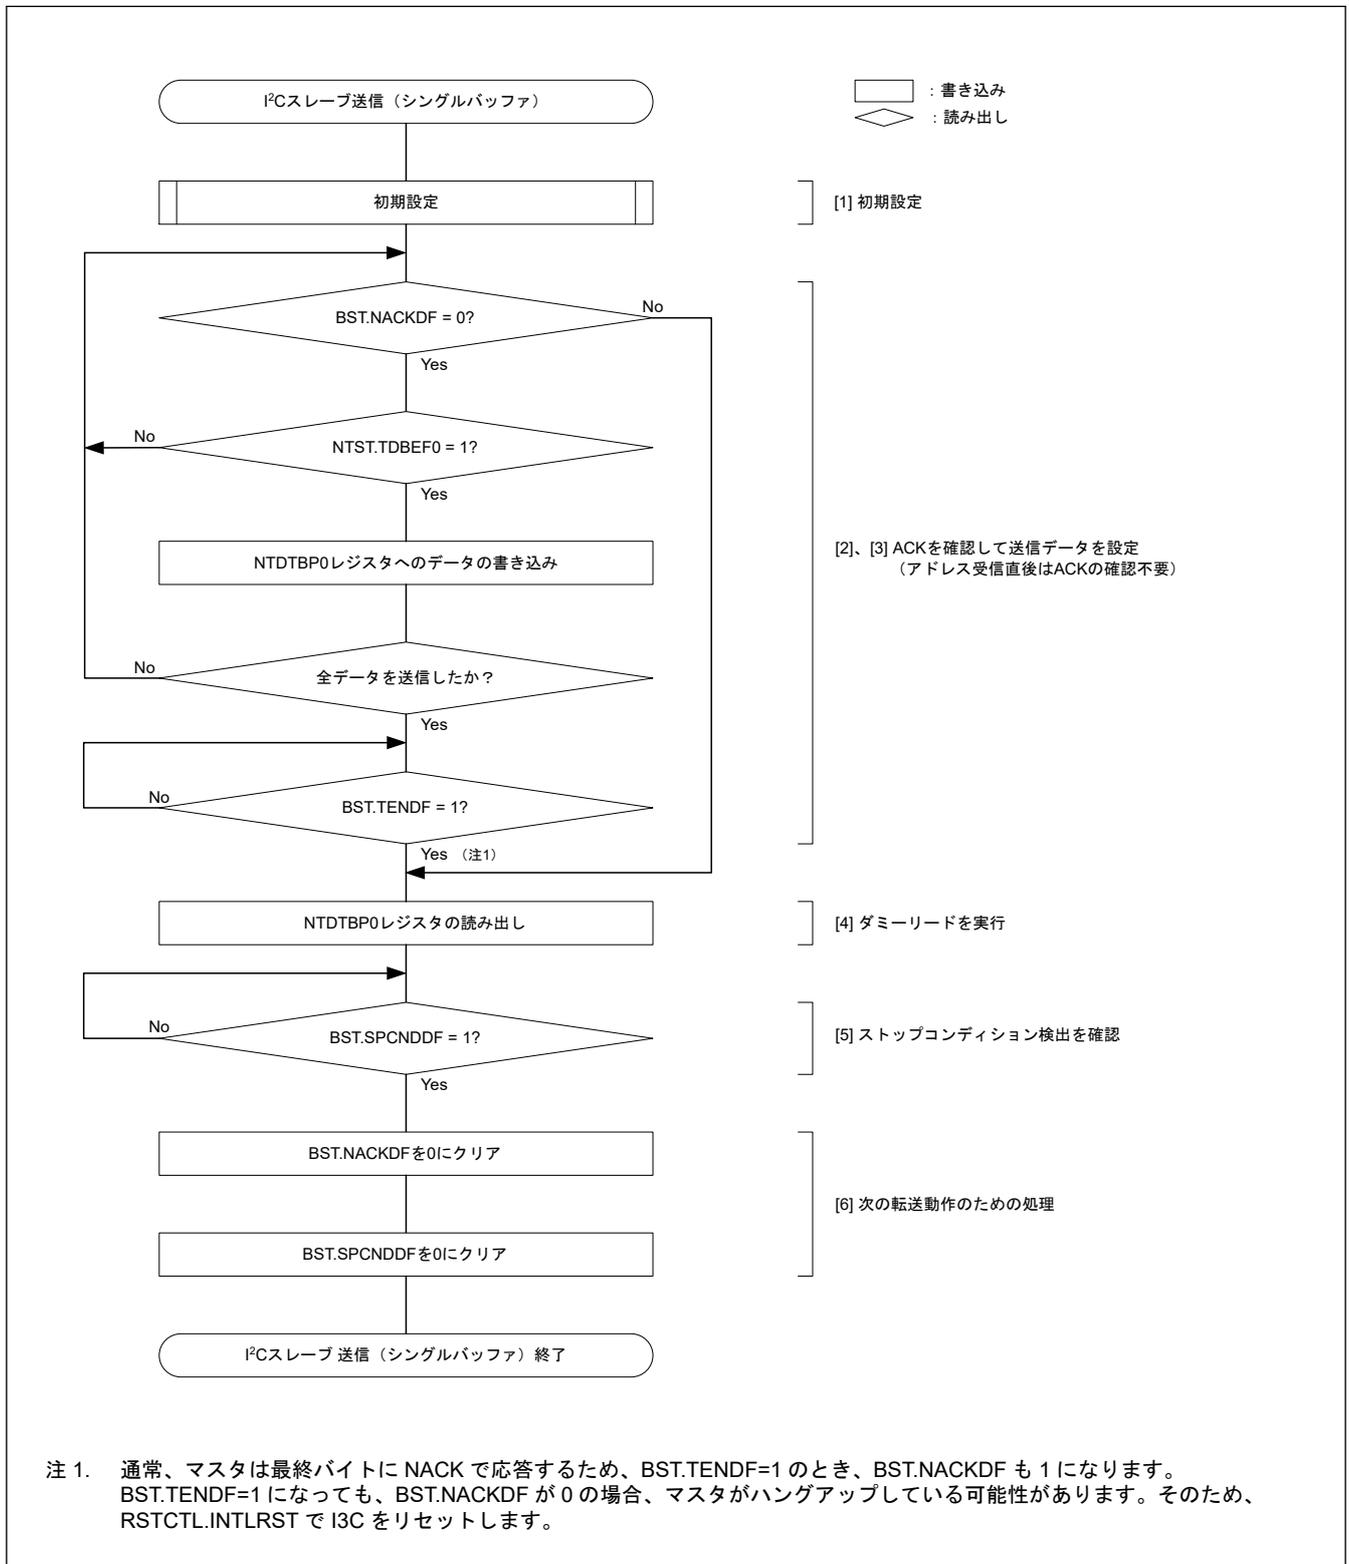 I²Cスレーブ送信（シングルバッファ）
：書き込み
：読み出し
初期設定
[1] 初期設定
BST.NACKDF = 0?
No
Yes
NTST.TDBEF0 = 1?
No
Yes
NTDTBP0レジスタへのデータの書き込み
[2]、[3] ACKを確認して送信データを設定
（アドレス受信直後はACKの確認不要）
全データを送信したか？
No
Yes
BST.TENDF = 1?
No
Yes （注1）
NTDTBP0レジスタの読み出し
[4] ダミーリードを実行
BST.SPCNDDF = 1?
No
Yes
[5] ストップコンディション検出を確認
BST.NACKDFを0にクリア
[6] 次の転送動作のための処理
BST.SPCNDDFを0にクリア
I²Cスレーブ 送信（シングルバッファ）終了
注 1. 通常、マスタは最終バイトに NACK で応答するため、BST.TENDF=1 のとき、BST.NACKDF も 1 になります。
BST.TENDF=1 になっても、BST.NACKDF が 0 の場合、マスタがハングアップしている可能性があります。そのため、
RSTCTL.INTLRST で I3C をリセットします。